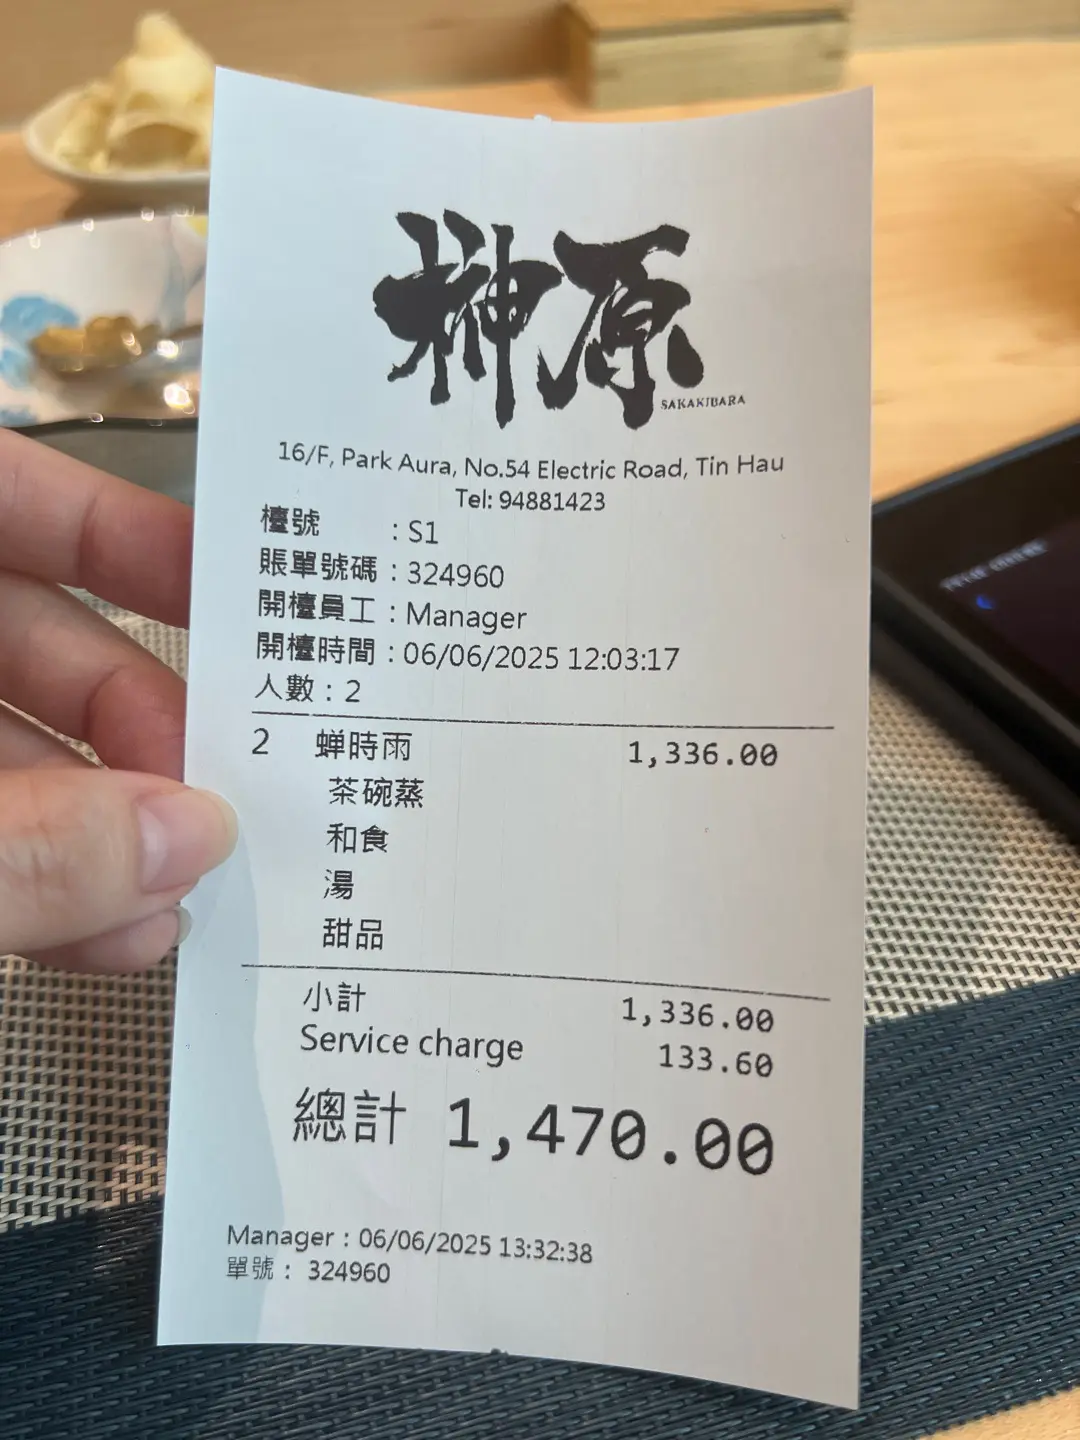 榊原
SAKAKIBARA
16/F, Park Aura, No.54 Electric Road, Tin Hau
Tel: 94881423
檯號 : S1
賬單號碼 : 324960
開檯員工 : Manager
開檯時間 : 06/06/2025 12:03:17
人數 : 2
2 蝉時雨 1,336.00
茶碗蒸
和食
湯
甜品
小計 1,336.00
Service charge 133.60
總計 1,470.00
Manager : 06/06/2025 13:32:38
單號 : 324960